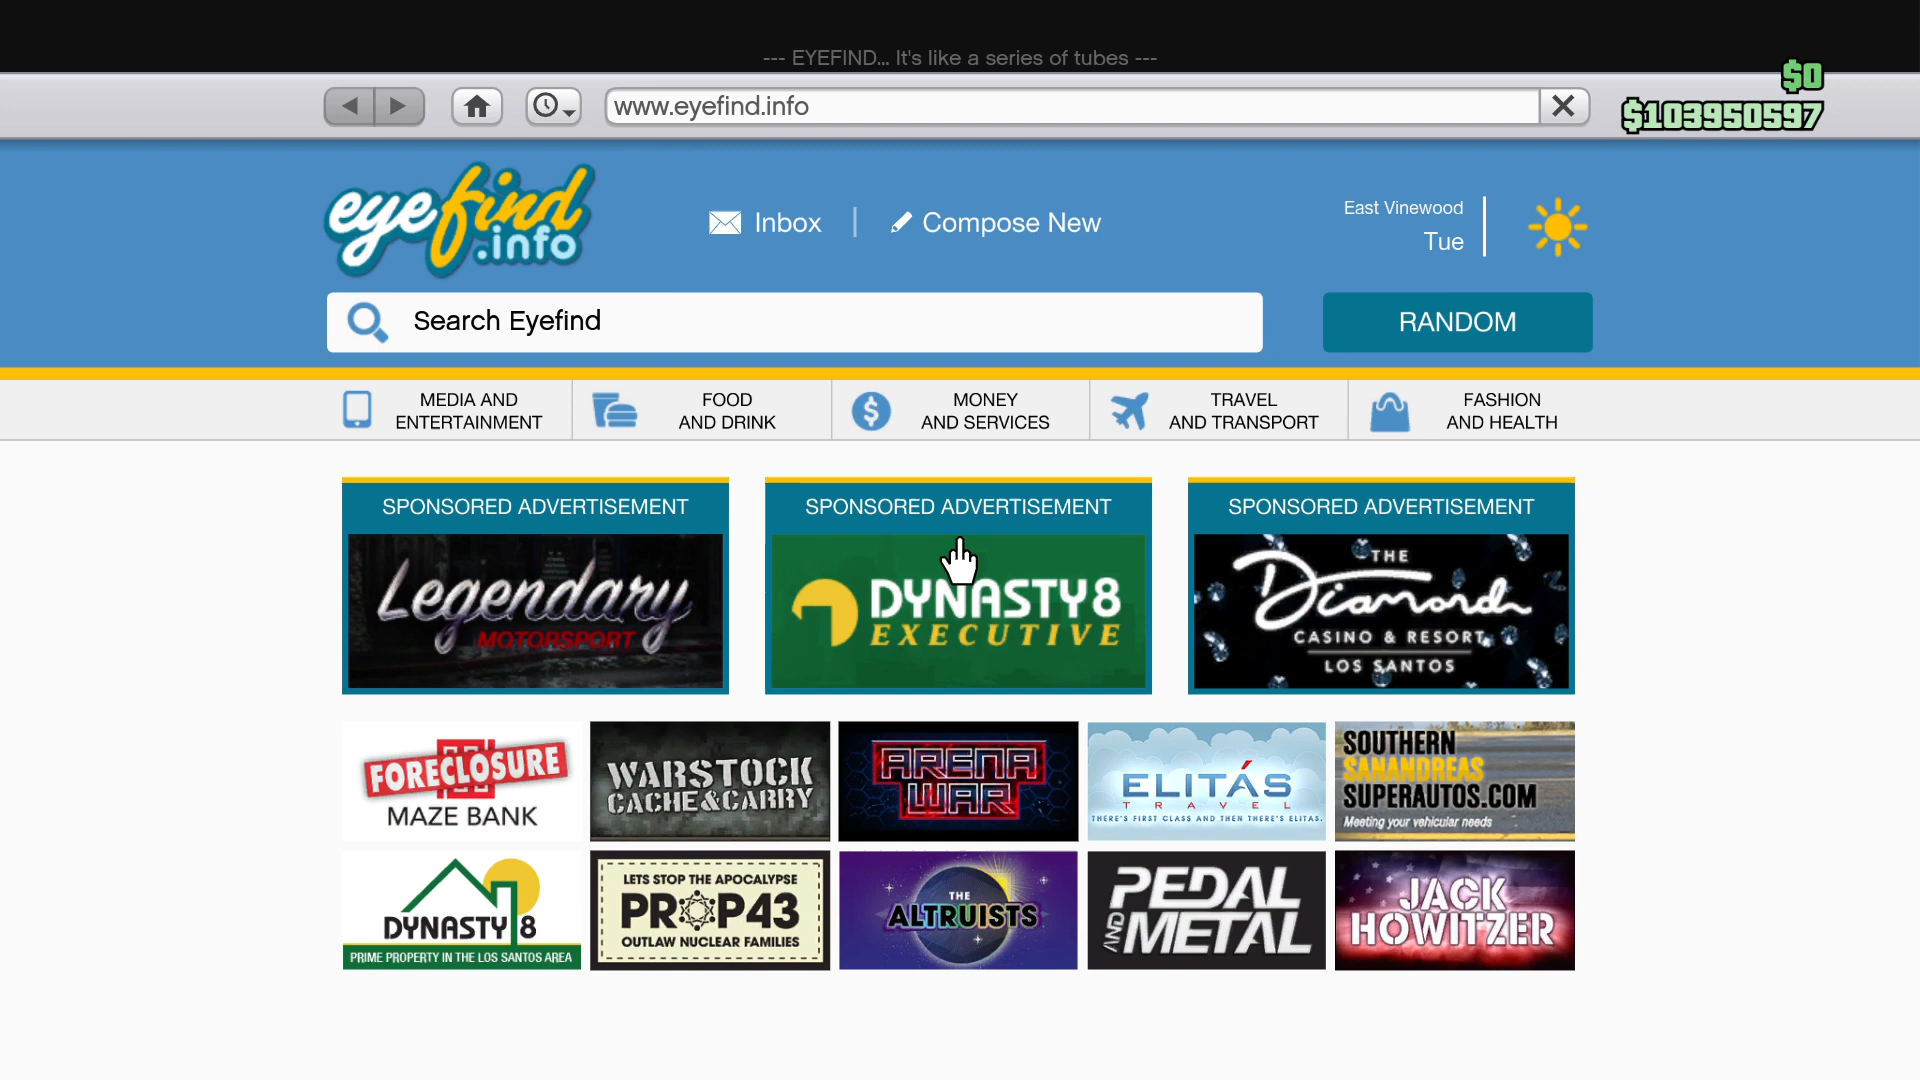 --- EYEFIND... It's like a series of tubes ---
$0
www.eyefind.info
$103950597
eyefind
.info
Inbox
Compose New
East Vinewood
Tue
Search Eyefind
RANDOM
MEDIA AND
ENTERTAINMENT
FOOD
AND DRINK
MONEY
AND SERVICES
TRAVEL
AND TRANSPORT
FASHION
AND HEALTH
SPONSORED ADVERTISEMENT
Legendary
MOTORSPORT
SPONSORED ADVERTISEMENT
DYNASTY8
EXECUTIVE
SPONSORED ADVERTISEMENT
THE
Diamond
CASINO & RESORT
LOS SANTOS
FORECLOSURE
MAZE BANK
WARSTOCK
CACHE&CARRY
ARENA
WAR
ELITÁS
TRAVEL
THERE'S FIRST CLASS AND THEN THERE'S ELITAS.
SOUTHERN
SANANDREAS
SUPERAUTOS.COM
Meeting your vehicular needs
DYNASTY 8
PRIME PROPERTY IN THE LOS SANTOS AREA
LETS STOP THE APOCALYPSE
PROP43
OUTLAW NUCLEAR FAMILIES
THE
ALTRUISTS
PEDAL
AND METAL
JACK
HOWITZER